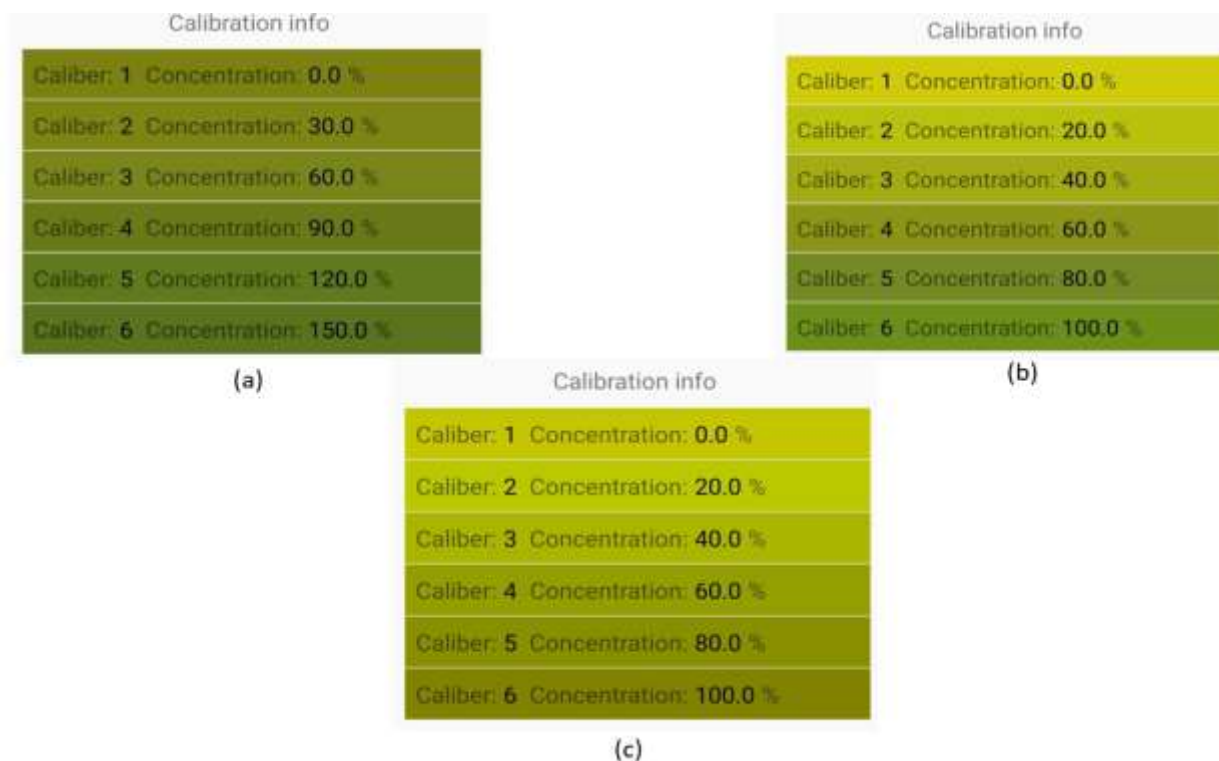 Calibration info
Caliber: 1 Concentration: 0.0 %
Caliber: 2 Concentration: 30.0 %
Caliber: 3 Concentration: 60.0 %
Caliber: 4 Concentration: 90.0 %
Caliber: 5 Concentration: 120.0 %
Caliber: 6 Concentration: 150.0 %
(a)
Calibration info
Caliber: 1 Concentration: 0.0 %
Caliber: 2 Concentration: 20.0 %
Caliber: 3 Concentration: 40.0 %
Caliber: 4 Concentration: 60.0 %
Caliber: 5 Concentration: 80.0 %
Caliber: 6 Concentration: 100.0 %
(b)
Calibration info
Caliber: 1 Concentration: 0.0 %
Caliber: 2 Concentration: 20.0 %
Caliber: 3 Concentration: 40.0 %
Caliber: 4 Concentration: 60.0 %
Caliber: 5 Concentration: 80.0 %
Caliber: 6 Concentration: 100.0 %
(c)